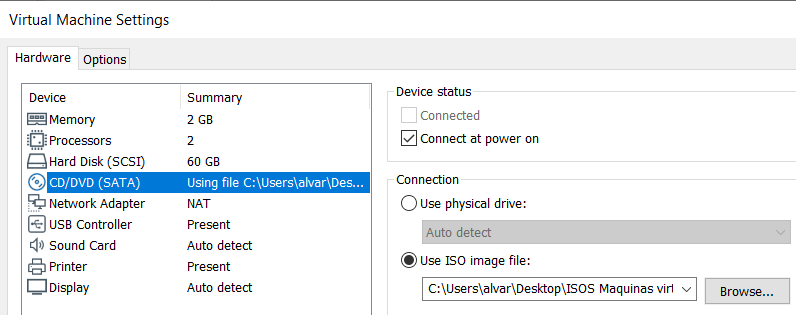 Virtual Machine Settings
Hardware Options
Device Summary
Memory 2 GB
Processors 2
Hard Disk (SCSI) 60 GB
CD/DVD (SATA) Using file C:\Users\alvar\Des...
Network Adapter NAT
USB Controller Present
Sound Card Auto detect
Printer Present
Display Auto detect
Device status
Connected
Connect at power on
Connection
Use physical drive:
Auto detect
Use ISO image file:
C:\Users\alvar\Desktop\ISOS Maquinas virt
Browse...